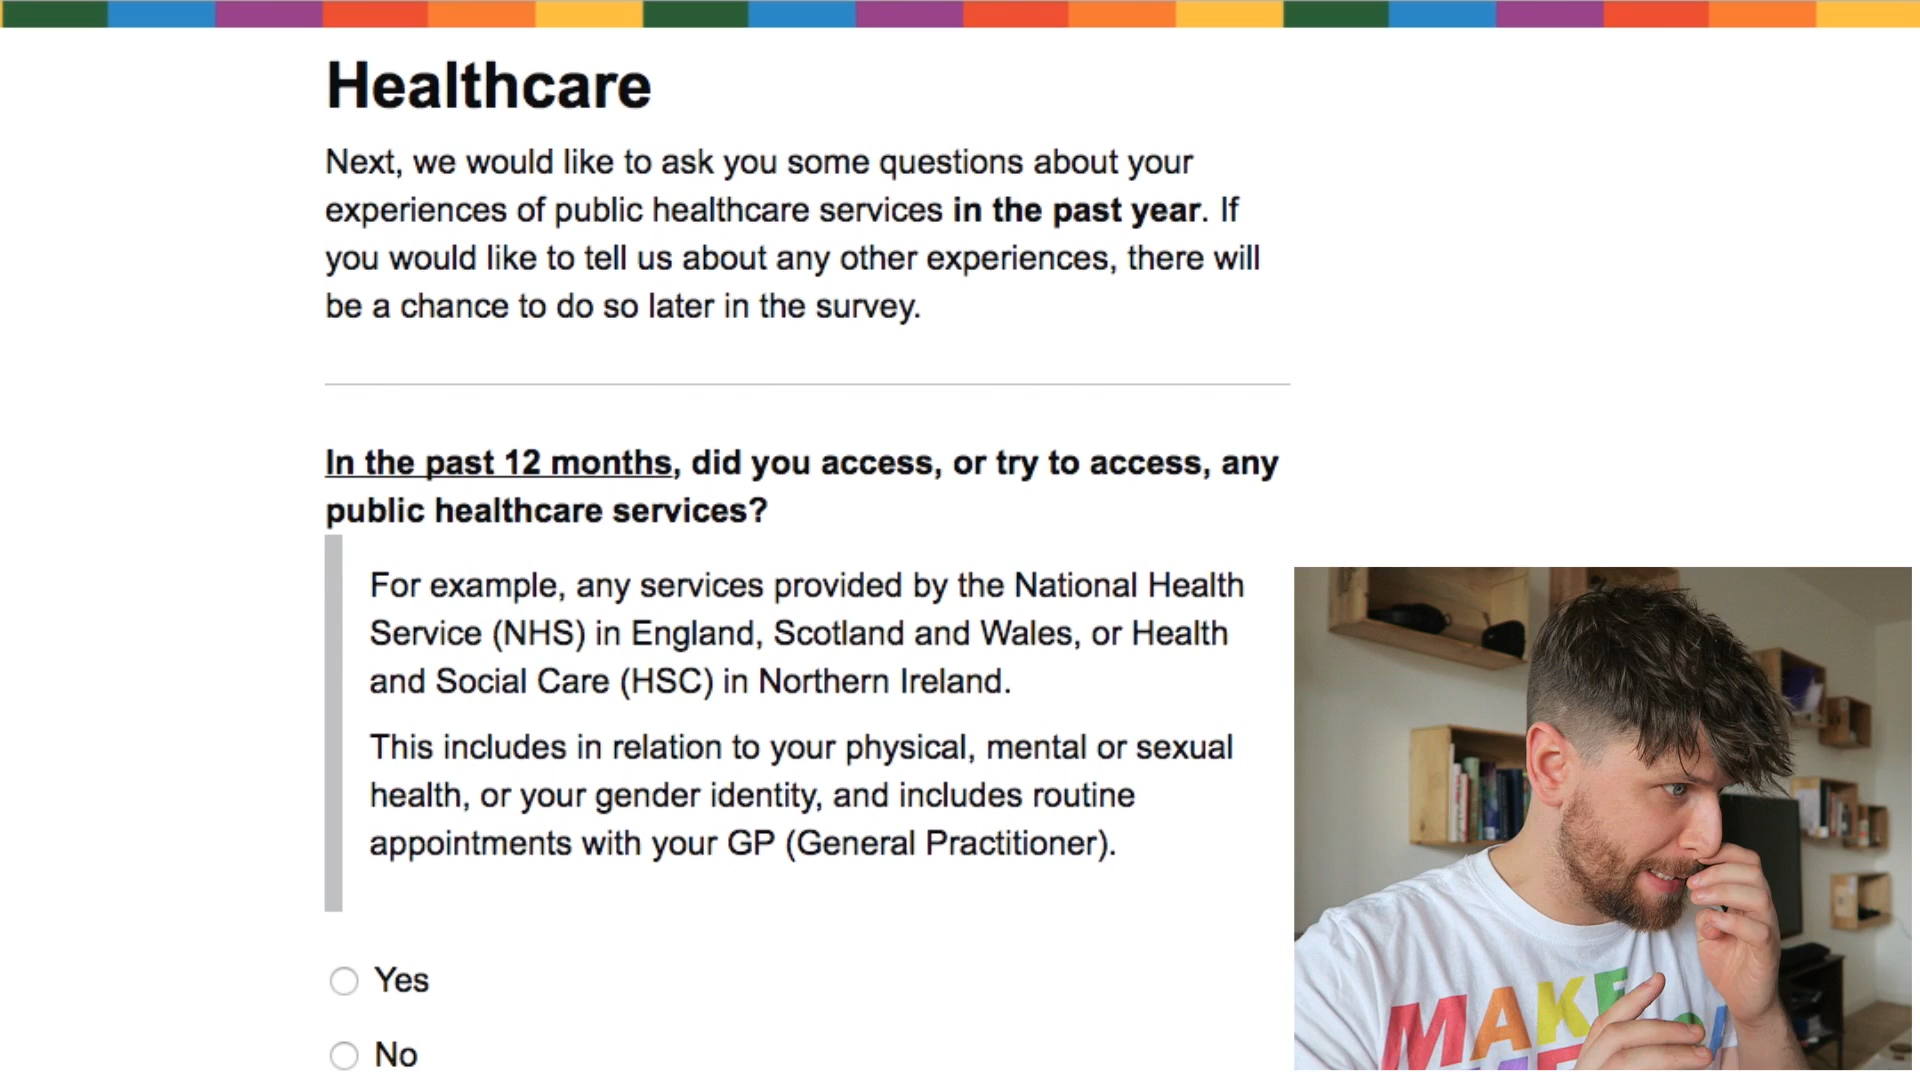 Healthcare
Next, we would like to ask you some questions about your
experiences of public healthcare services in the past year. If
you would like to tell us about any other experiences, there will
be a chance to do so later in the survey.
In the past 12 months, did you access, or try to access, any
public healthcare services?
For example, any services provided by the National Health
Service (NHS) in England, Scotland and Wales, or Health
and Social Care (HSC) in Northern Ireland.
This includes in relation to your physical, mental or sexual
health, or your gender identity, and includes routine
appointments with your GP (General Practitioner).
Yes
No
MAKE